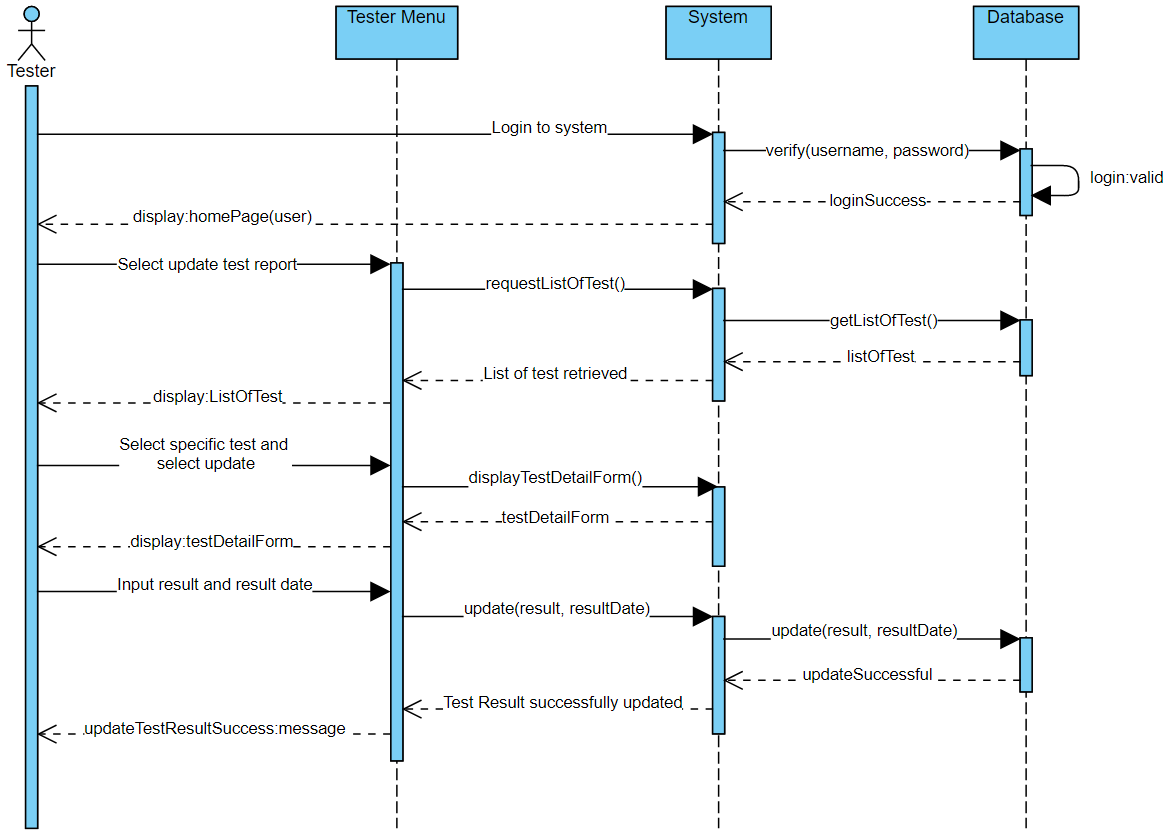 Tester Menu
System
Database
Tester
Login to system
verify(username, password)
login:valid
loginSuccess
display:homePage(user)
Select update test report
requestListOfTest()
getListOfTest()
listOfTest
List of test retrieved
display:ListOfTest
Select specific test and
select update
displayTestDetailForm()
testDetailForm
display:testDetailForm
Input result and result date
update(result, resultDate)
update(result, resultDate)
updateSuccessful
Test Result successfully updated
updateTestResultSuccess:message